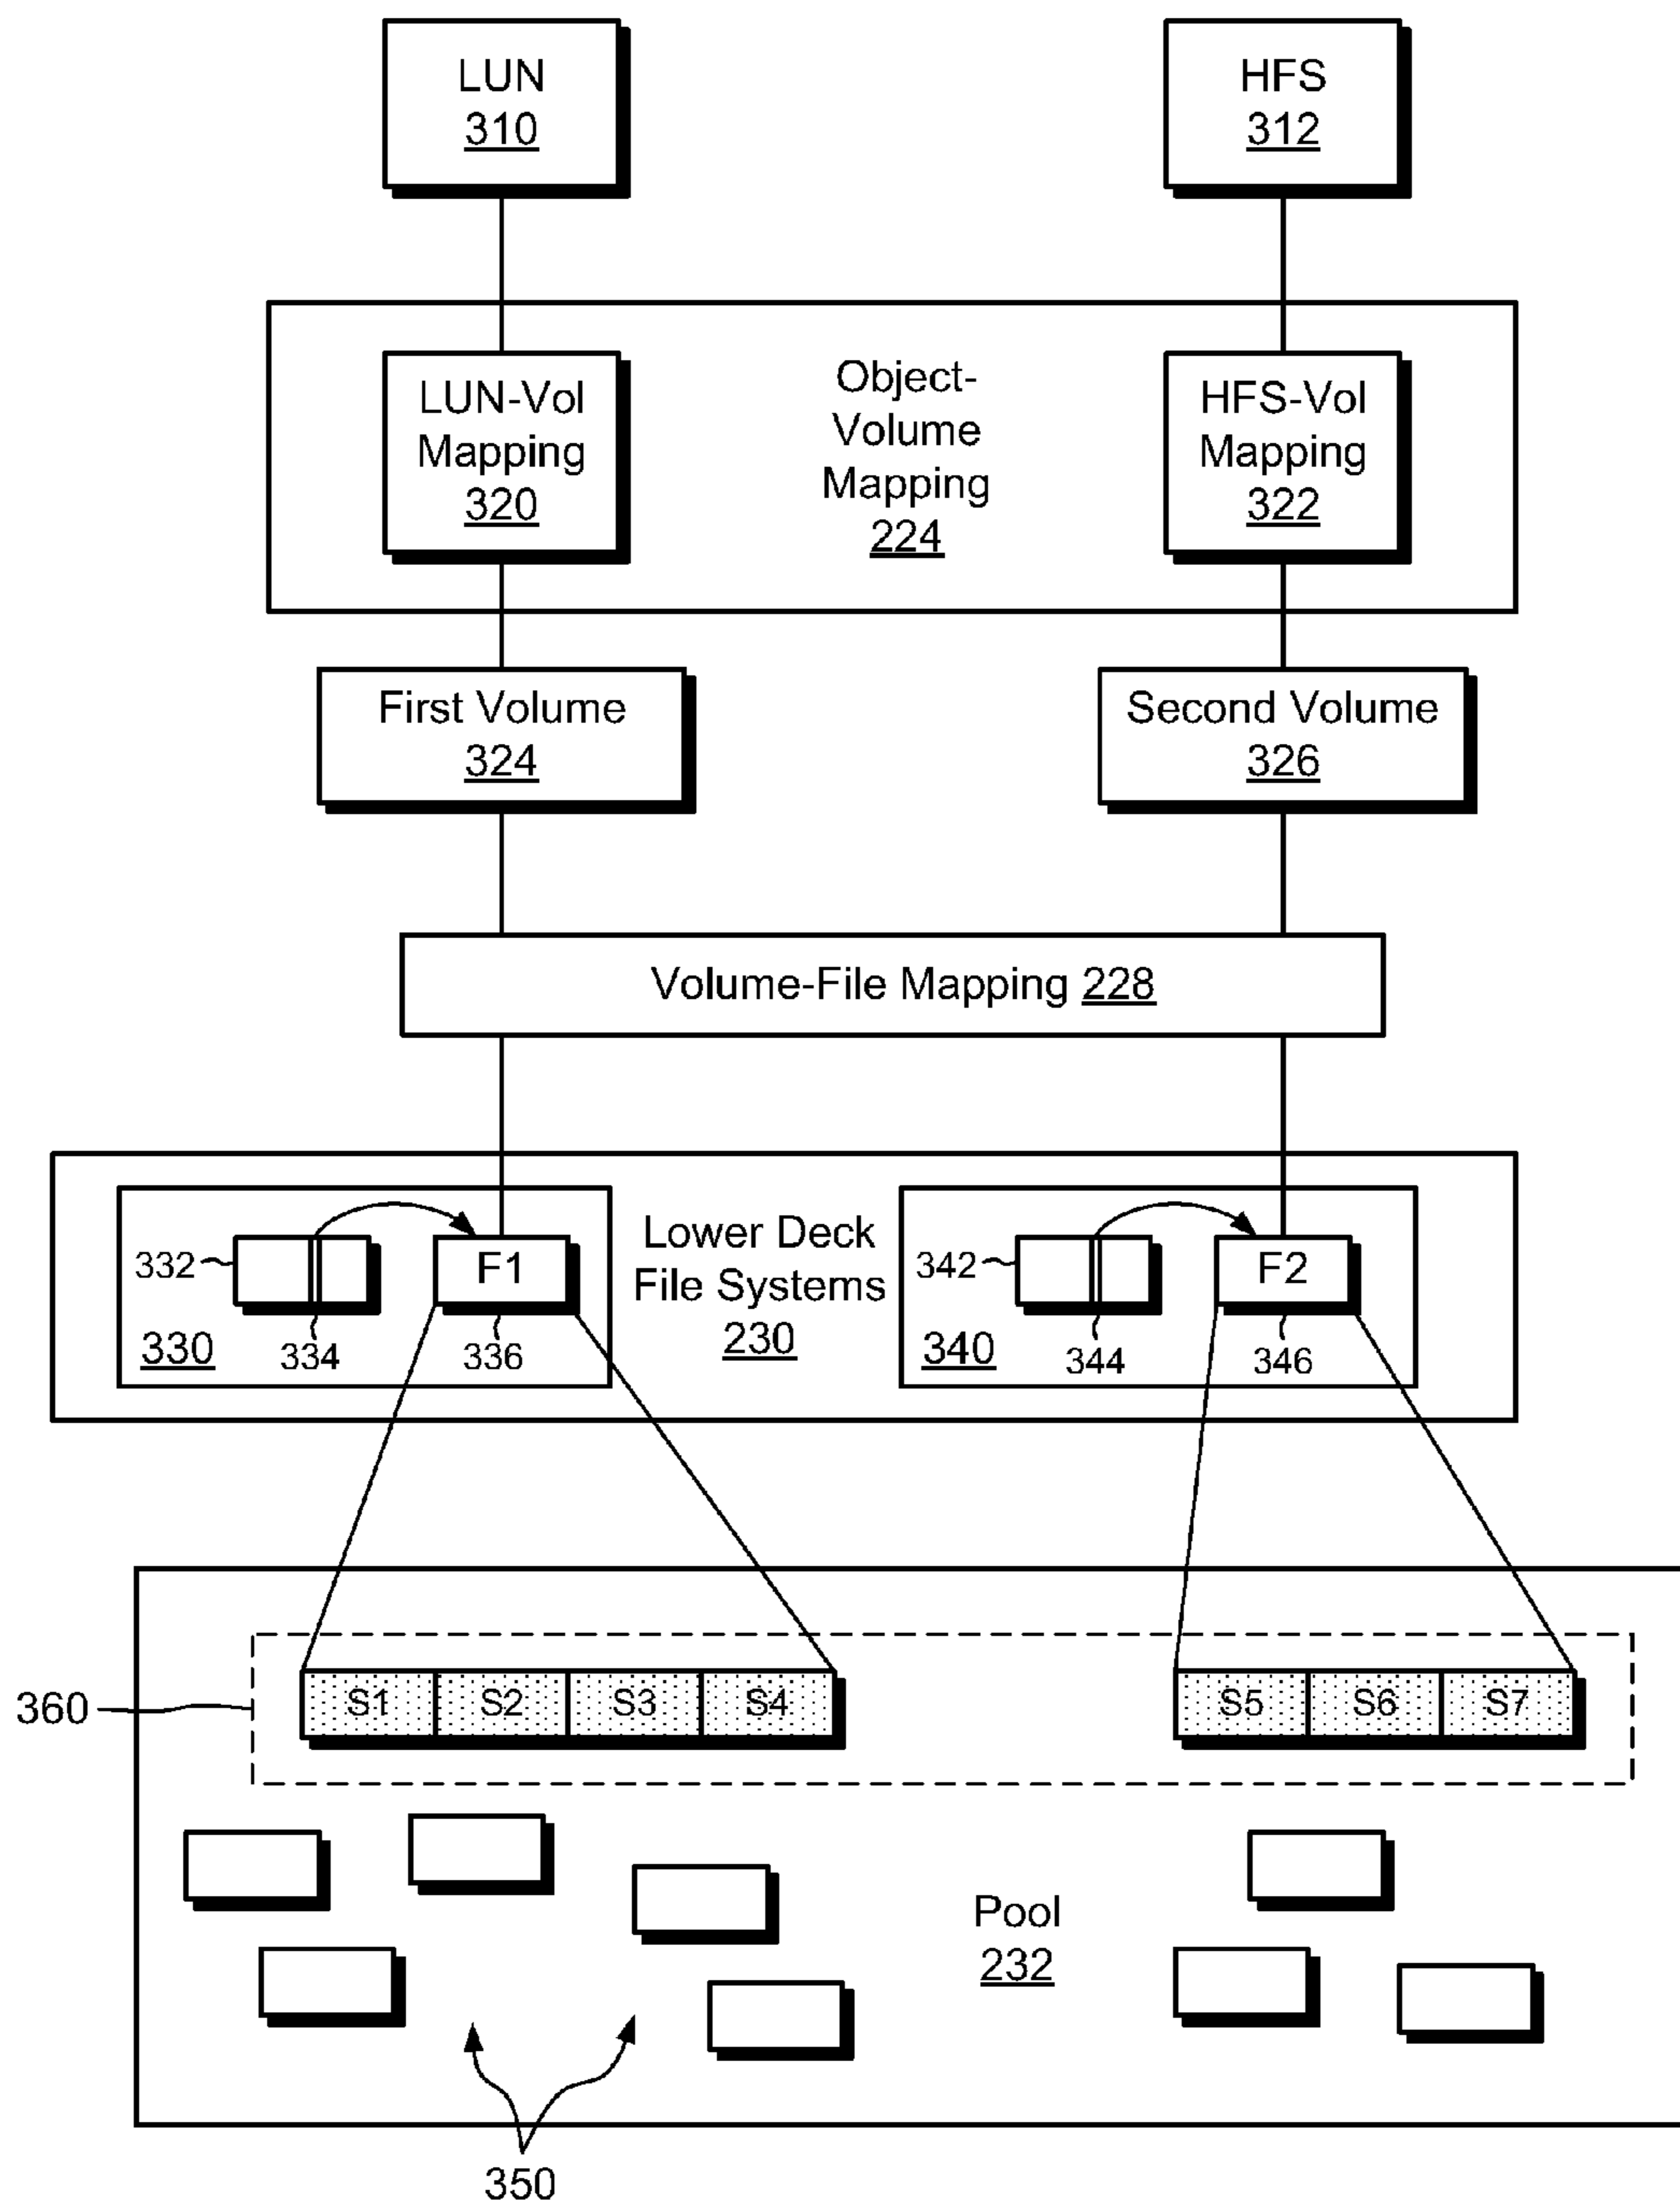 LUN
310
HFS
312
LUN-Vol
Mapping
320
Object-
Volume
Mapping
224
HFS-Vol
Mapping
322
First Volume
324
Second Volume
326
Volume-File Mapping 228
332
F1
330
334
336
Lower Deck
File Systems
230
342
F2
340
344
346
360
S1 S2 S3 S4
S5 S6 S7
Pool
232
350